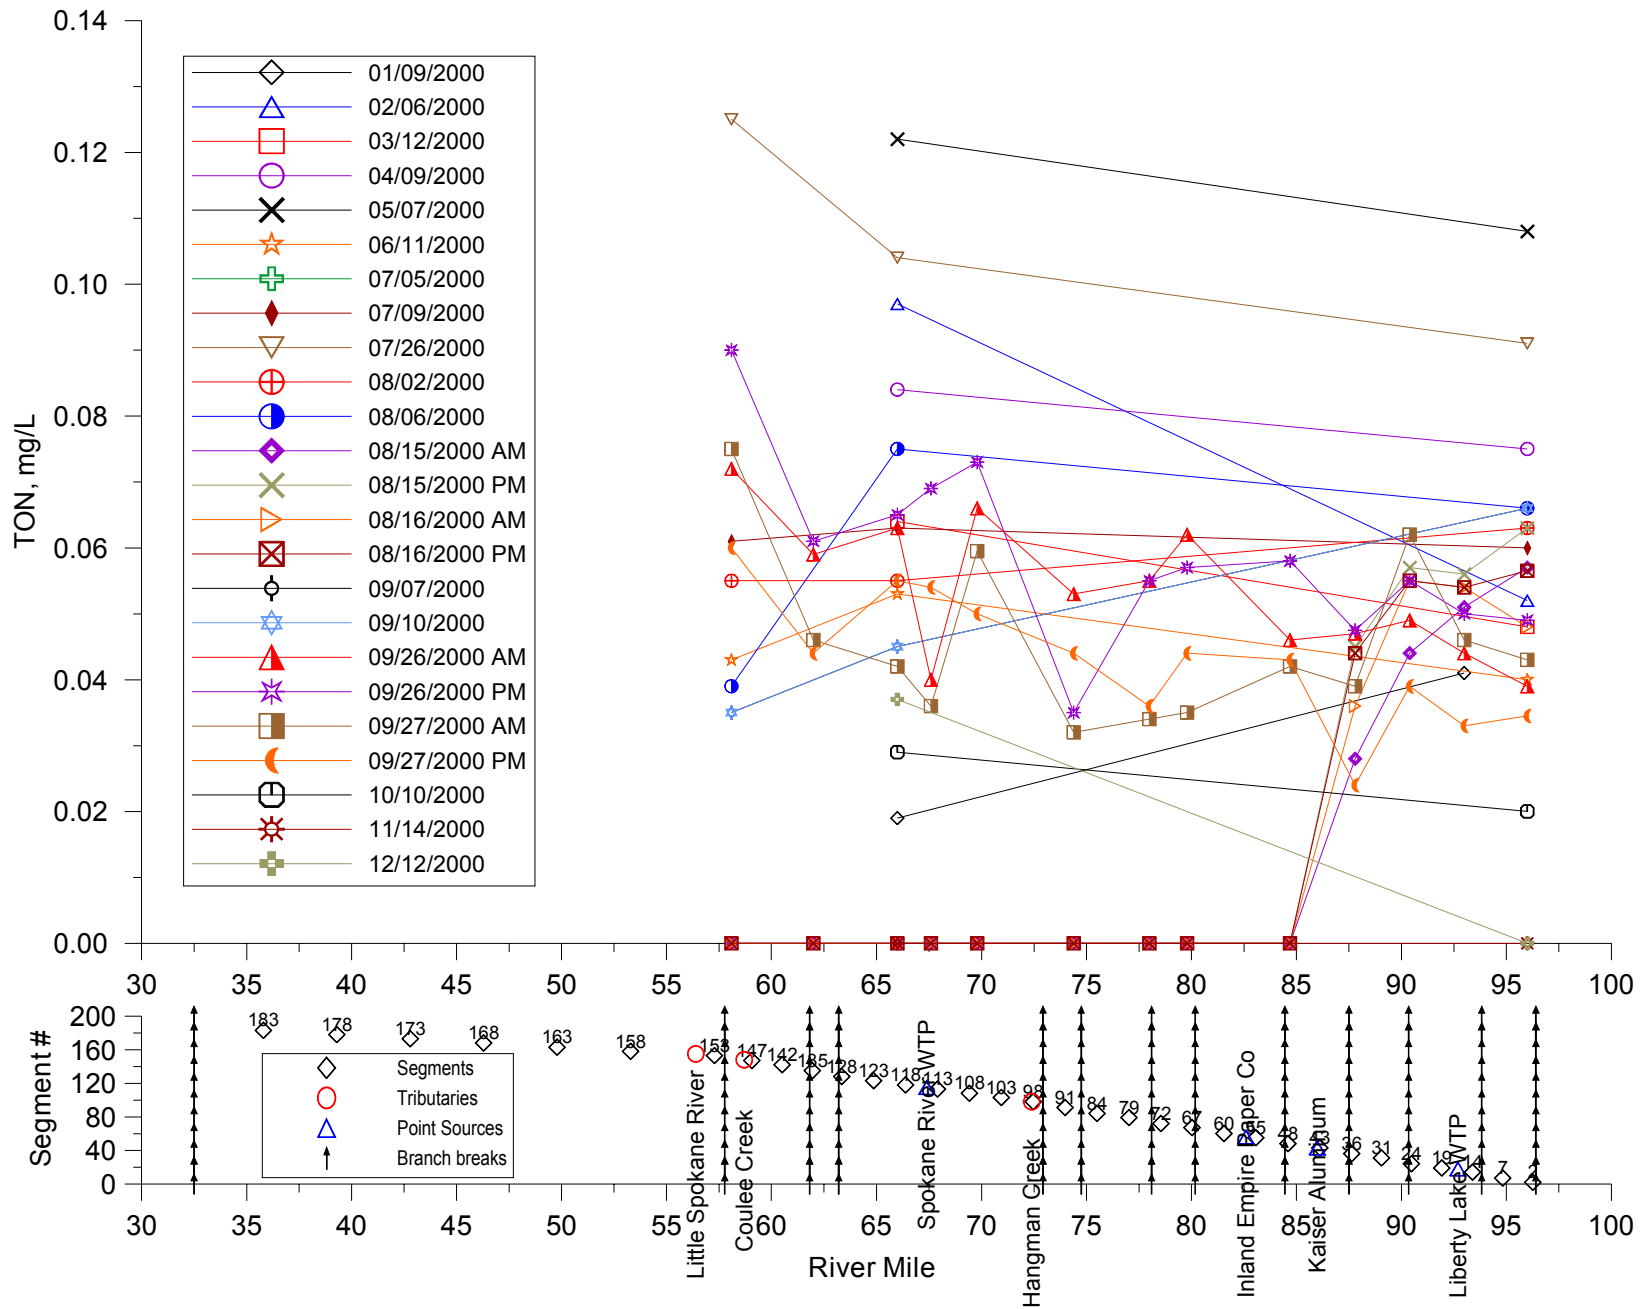 0.14
0.12
0.10
0.08
0.06
0.04
0.02
0.00
TON, mg/L
01/09/2000
02/06/2000
03/12/2000
04/09/2000
05/07/2000
06/11/2000
07/05/2000
07/09/2000
07/26/2000
08/02/2000
08/06/2000
08/15/2000 AM
08/15/2000 PM
08/16/2000 AM
08/16/2000 PM
09/07/2000
09/10/2000
09/26/2000 AM
09/26/2000 PM
09/27/2000 AM
09/27/2000 PM
10/10/2000
11/14/2000
12/12/2000
30 35 40 45 50 55 60 65 70 75 80 85 90 95 100
200
160
120
80
40
0
Segment #
183 178 173 168 163 158 153 147 142 135 128 123 118 113 108 103 98 91 84 79 72 67 60 55 48 43 36 31 24 19 14 7 2
Segments
Tributaries
Point Sources
Branch breaks
Little Spokane River
Coulee Creek
Spokane River WTP
Hangman Creek
Inland Empire Paper Co
Kaiser Aluminum
Liberty Lake WTP
30 35 40 45 50 55 60 65 70 75 80 85 90 95 100
River Mile